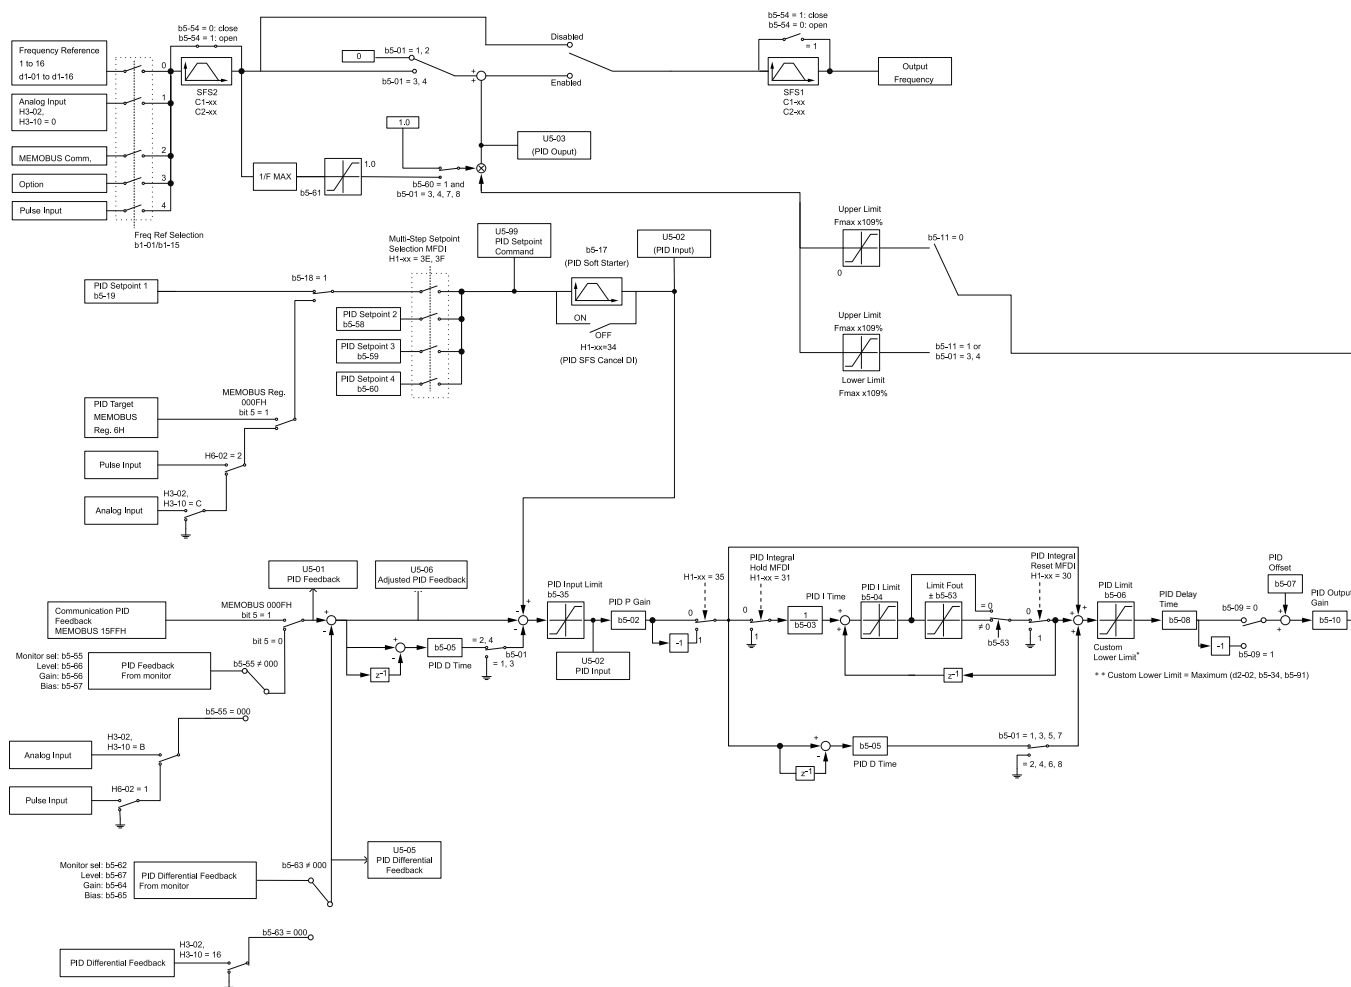 b5-54 = 0: close
b5-54 = 1: open
Frequency Reference
1 to 16
d1-01 to d1-16
0
SFS2
C1-xx
C2-xx
Analog Input
H3-02,
H3-10 = 0
1
MEMOBUS Comm,
2
Option
3
Pulse Input
4
Freq Ref Selection
b1-01/b1-15
0
b5-01 = 1, 2
b5-01 = 3, 4
+
+
Disabled
Enabled
b5-54 = 1: close
b5-54 = 0: open
= 1
SFS1
C1-xx
C2-xx
Output
Frequency
1.0
U5-03
(PID Ouput)
1/F MAX
b5-61
1.0
b5-60 = 1 and
b5-01 = 3, 4, 7, 8
Upper Limit
Fmax x109%
0
b5-11 = 0
Upper Limit
Fmax x109%
b5-11 = 1 or
b5-01 = 3, 4
Lower Limit
Fmax x109%
Multi-Step Setpoint
Selection MFDI
H1-xx = 3E, 3F
U5-99
PID Setpoint
Command
b5-17
(PID Soft Starter)
U5-02
(PID Input)
PID Setpoint 1
b5-19
b5-18 = 1
PID Setpoint 2
b5-58
PID Setpoint 3
b5-59
PID Setpoint 4
b5-60
ON
OFF
H1-xx=34
(PID SFS Cancel DI)
MEMOBUS Reg.
000FH
bit 5 = 1
PID Target
MEMOBUS
Reg. 6H
Pulse Input
H6-02 = 2
Analog Input
H3-02,
H3-10 = C
U5-01
PID Feedback
U5-06
Adjusted PID Feedback
Communication PID
Feedback
MEMOBUS 15FFH
MEMOBUS 000FH
bit 5 = 1
bit 5 = 0
+
-
Monitor sel: b5-55
Level: b5-66
Gain: b5-56
Bias: b5-57
PID Feedback
From monitor
b5-55 ≠ 000
z-1
+
-
b5-05
PID D Time
= 2, 4
b5-01
= 1, 3
+
-
-
PID Input Limit
b5-35
U5-02
PID Input
PID P Gain
b5-02
-1
H1-xx = 35
0
1
PID Integral
Hold MFDI
H1-xx = 31
0
1
PID I Time
1
b5-03
+
+
PID I Limit
b5-04
Limit Fout
± b5-53
= 0
≠ 0
b5-53
z-1
PID Integral
Reset MFDI
H1-xx = 30
0
1
+
+
+
PID Limit
b5-06
Custom
Lower Limit*
PID Delay
Time
b5-08
-1
b5-09 = 0
b5-09 = 1
PID
Offset
b5-07
+
+
PID Output
Gain
b5-10
* * Custom Lower Limit = Maximum (d2-02, b5-34, b5-91)
z-1
+
-
b5-05
PID D Time
b5-01 = 1, 3, 5, 7
= 2, 4, 6, 8
b5-55 = 000
Analog Input
H3-02,
H3-10 = B
Pulse Input
H6-02 = 1
U5-05
PID Differential
Feedback
Monitor sel: b5-62
Level: b5-67
Gain: b5-64
Bias: b5-65
PID Differential Feedback
From monitor
b5-63 ≠ 000
PID Differential Feedback
H3-02,
H3-10 = 16
b5-63 = 000